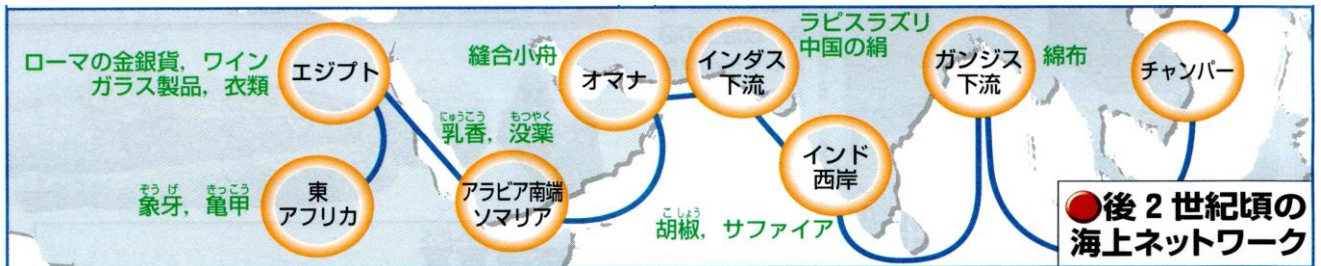 ローマの金銀貨，ワイン
ガラス製品，衣類
エジプト
ぞうげ きっこう
象牙，亀甲
東
アフリカ
にゅうこう もつやく
乳香，没薬
アラビア南端
ソマリア
縫合小舟
オマナ
インダス
下流
ラピスラズリ
中国の絹
インド
西岸
こしょう
胡椒，サファイア
ガンジス
下流
綿布
チャンパー
●後2世紀頃の
海上ネットワーク